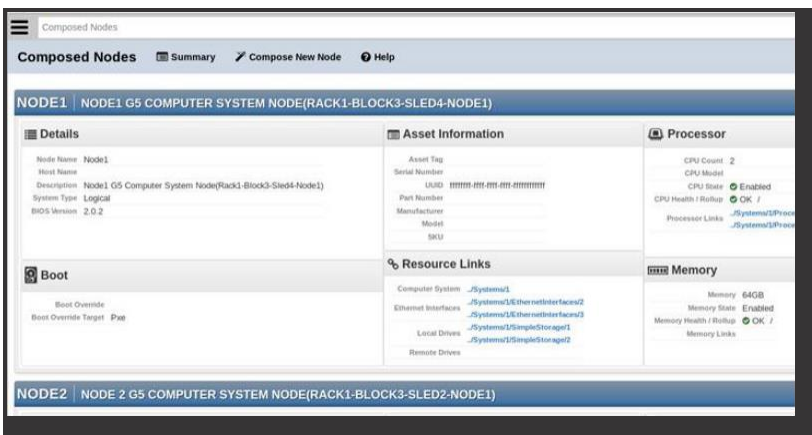 Composed Nodes
Composed Nodes Summary Compose New Node Help
NODE1 NODE1 G5 COMPUTER SYSTEM NODE(RACK1-BLOCK3-SLED4-NODE1)
Details
Node Name Node1
Host Name
Description Node1 G5 Computer System Node(Rack1-Block3-Sled4-Node1)
System Type Logical
BIOS Version 2.0.2
Boot
Boot Override
Boot Override Target Pxe
Asset Information
Asset Tag
Serial Number
UUID ffffffff-ffff-ffff-ffff-ffffffffffff
Part Number
Manufacturer
Model
SKU
Resource Links
Computer System ../Systems/1
Ethernet Interfaces ../Systems/1/EthernetInterfaces/2
../Systems/1/EthernetInterfaces/3
Local Drives ../Systems/1/SimpleStorage/1
../Systems/1/SimpleStorage/2
Remote Drives
Processor
CPU Count 2
CPU Model
CPU State Enabled
CPU Health / Rollup OK /
Processor Links ../Systems/1/Proce
../Systems/1/Proce
Memory
Memory 64GB
Memory State Enabled
Memory Health / Rollup OK /
Memory Links
NODE2 NODE 2 G5 COMPUTER SYSTEM NODE(RACK1-BLOCK3-SLED2-NODE1)